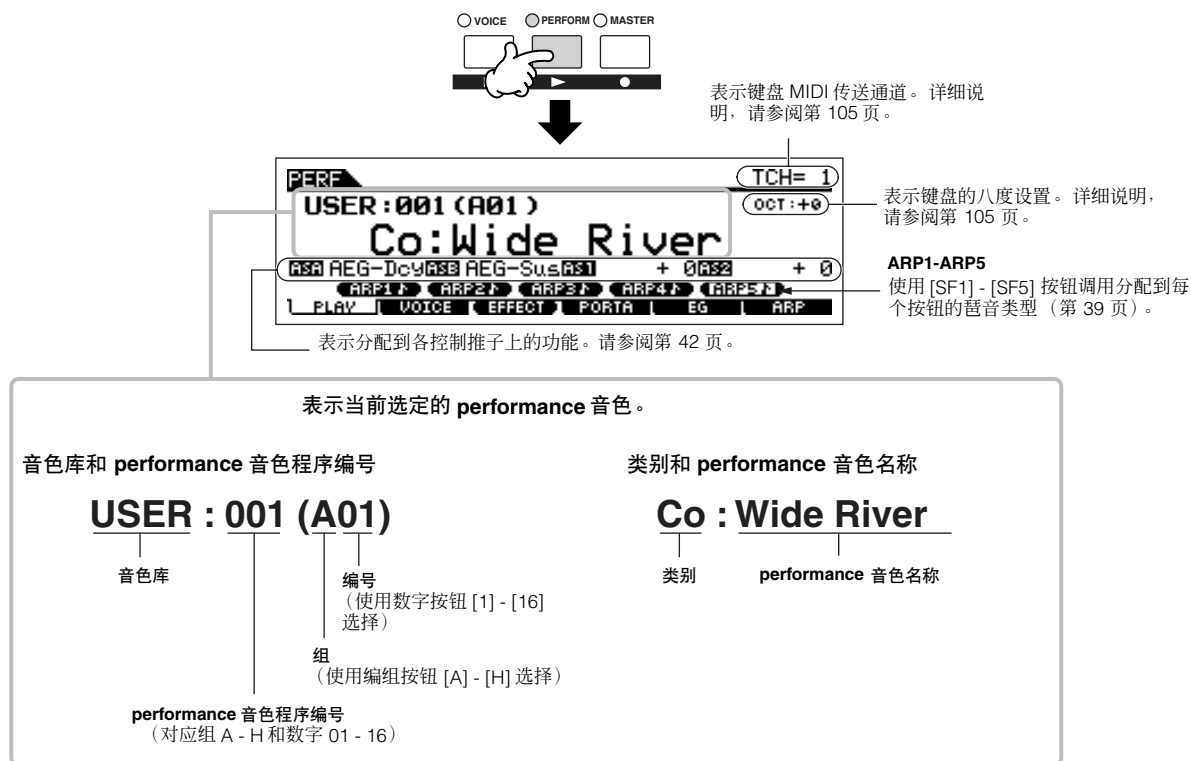 VOICE PERFORM MASTER
表示键盘 MIDI 传送通道。详细说
明，请参阅第 105 页。
PERF
TCH= 1
USER:001(A01)
OCT:+0
表示键盘的八度设置。详细说明，
请参阅第 105 页。
Co:Wide River
ASA AEG-Dcy ASB AEG-Sus AS1 + 0 AS2 + 0
ARP1-ARP5
使用 [SF1] - [SF5] 按钮调用分配到每
个按钮的琶音类型（第 39 页）。
ARP1♪ ARP2♪ ARP3♪ ARP4♪ ARP5♪
PLAY VOICE EFFECT PORTA EG ARP
表示分配到各控制推子上的功能。请参阅第 42 页。
表示当前选定的 performance 音色。
音色库和 performance 音色程序编号
类别和 performance 音色名称
USER : 001 (A01)
Co : Wide River
音色库
类别
performance 音色名称
编号
（使用数字按钮 [1] - [16]
选择）
组
（使用编组按钮 [A] - [H] 选择）
performance 音色程序编号
（对应组 A - H 和数字 01 - 16）